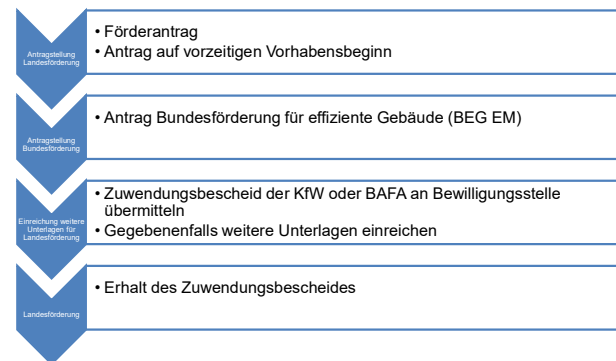 Antragstellung
Landesförderung
• Förderantrag
• Antrag auf vorzeitigen Vorhabensbeginn
Antragstellung
Bundesförderung
• Antrag Bundesförderung für effiziente Gebäude (BEG EM)
Einreichung weitere
Unterlagen für
Landesförderung
• Zuwendungsbescheid der KfW oder BAFA an Bewilligungsstelle
übermitteln
• Gegebenenfalls weitere Unterlagen einreichen
Landesförderung
• Erhalt des Zuwendungsbescheides